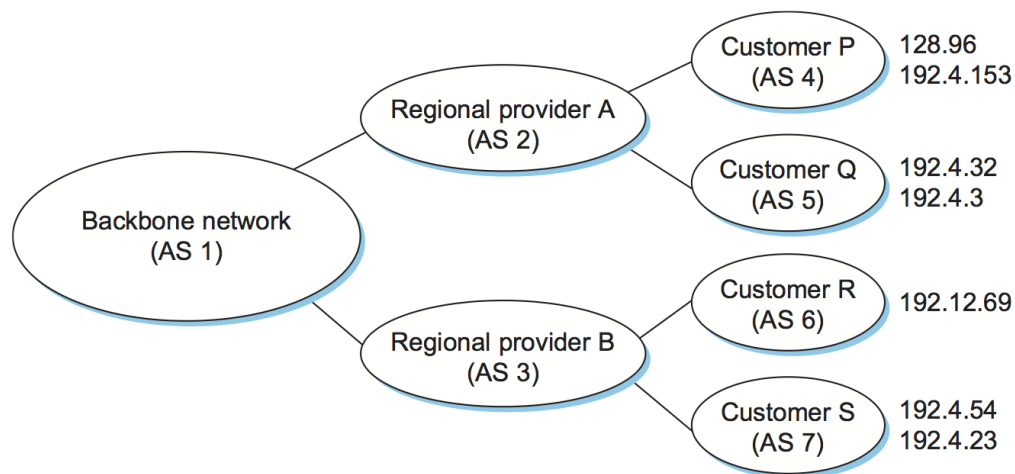 Backbone network
(AS 1)
Regional provider A
(AS 2)
Regional provider B
(AS 3)
Customer P
(AS 4)
128.96
192.4.153
Customer Q
(AS 5)
192.4.32
192.4.3
Customer R
(AS 6)
192.12.69
Customer S
(AS 7)
192.4.54
192.4.23